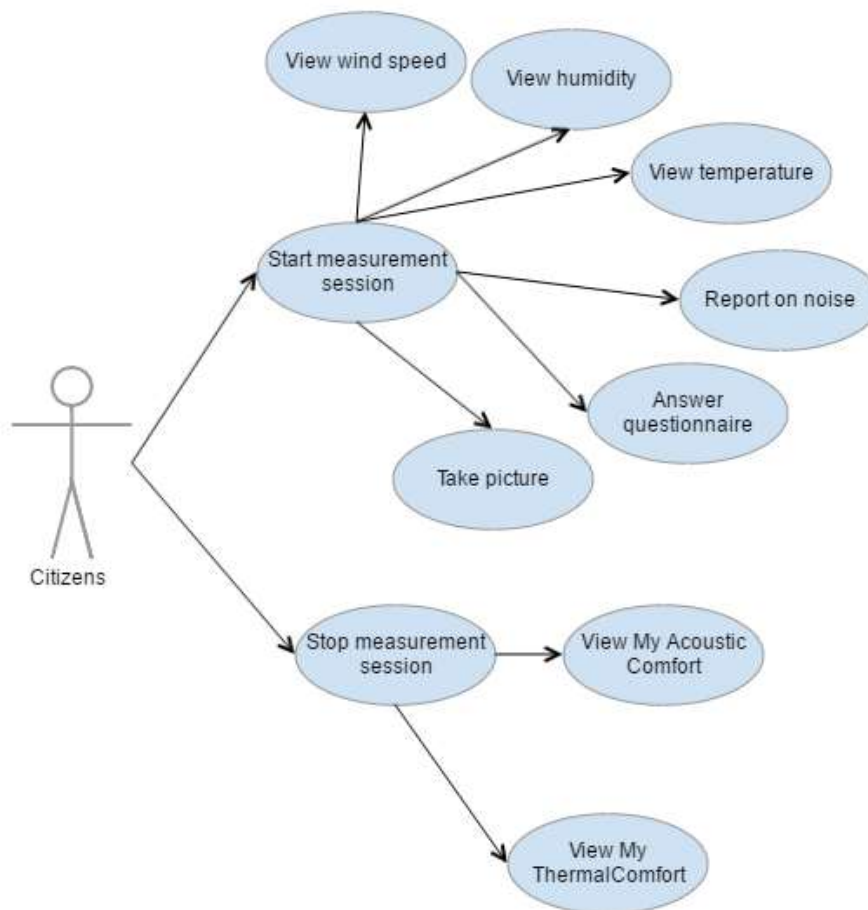 View wind speed
View humidity
View temperature
Start measurement
session
Report on noise
Answer
questionnaire
Take picture
Citizens
Stop measurement
session
View My Acoustic
Comfort
View My
ThermalComfort